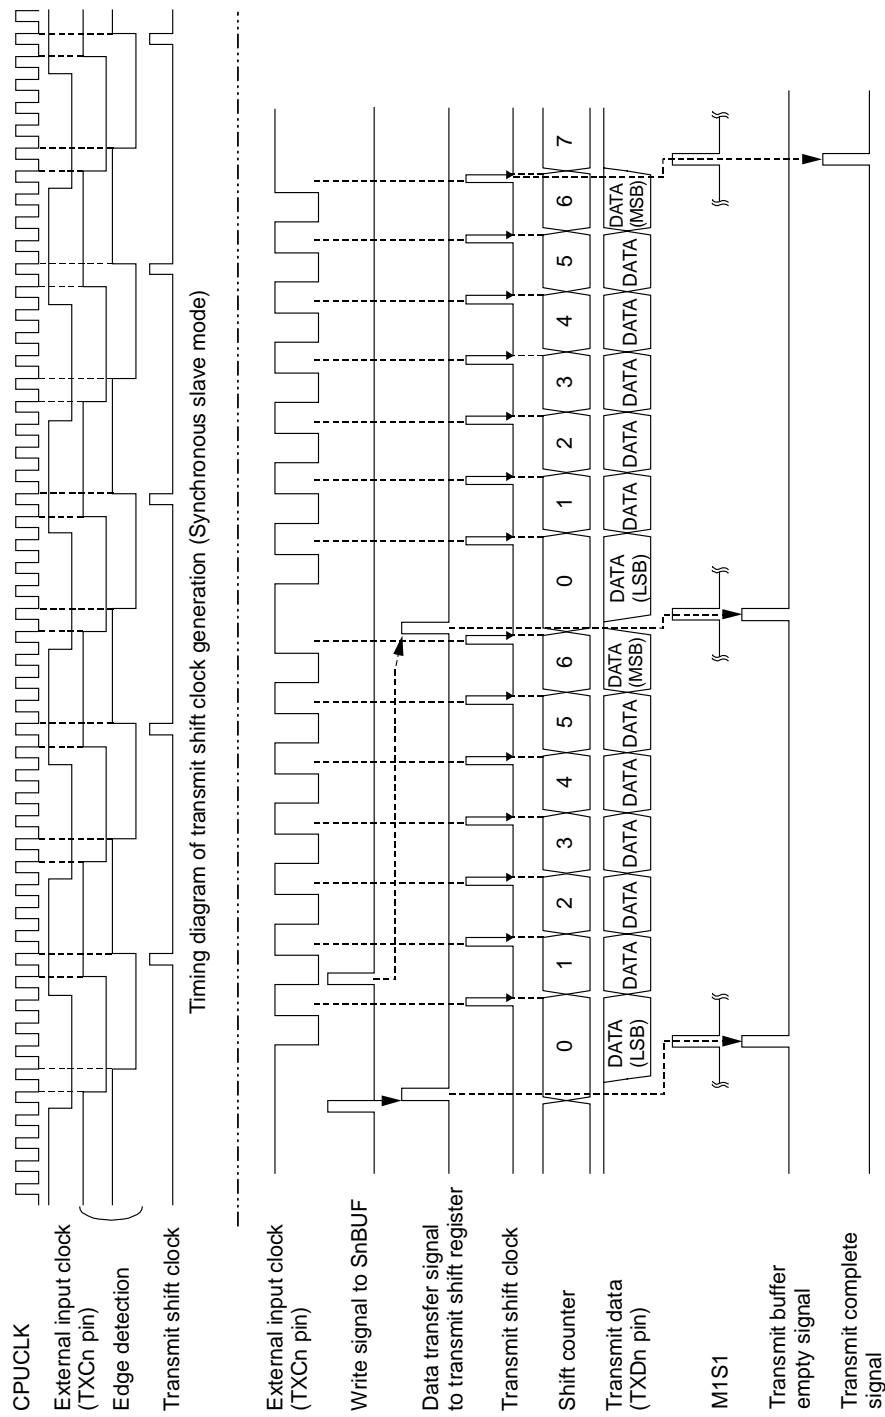 CPUCLK
External input clock
(TXCn pin)
Edge detection
Transmit shift clock
Timing diagram of transmit shift clock generation (Synchronous slave mode)
External input clock
(TXCn pin)
Write signal to SnBUF
Data transfer signal
to transmit shift register
Transmit shift clock
Shift counter
0 1 2 3 4 5 6 0 1 2 3 4 5 6 7
Transmit data
(TXDn pin)
DATA
(LSB)
DATA
DATA
DATA
DATA
DATA
DATA
(MSB)
DATA
(LSB)
DATA
DATA
DATA
DATA
DATA
DATA
(MSB)
M1S1
Transmit buffer
empty signal
Transmit complete
signal